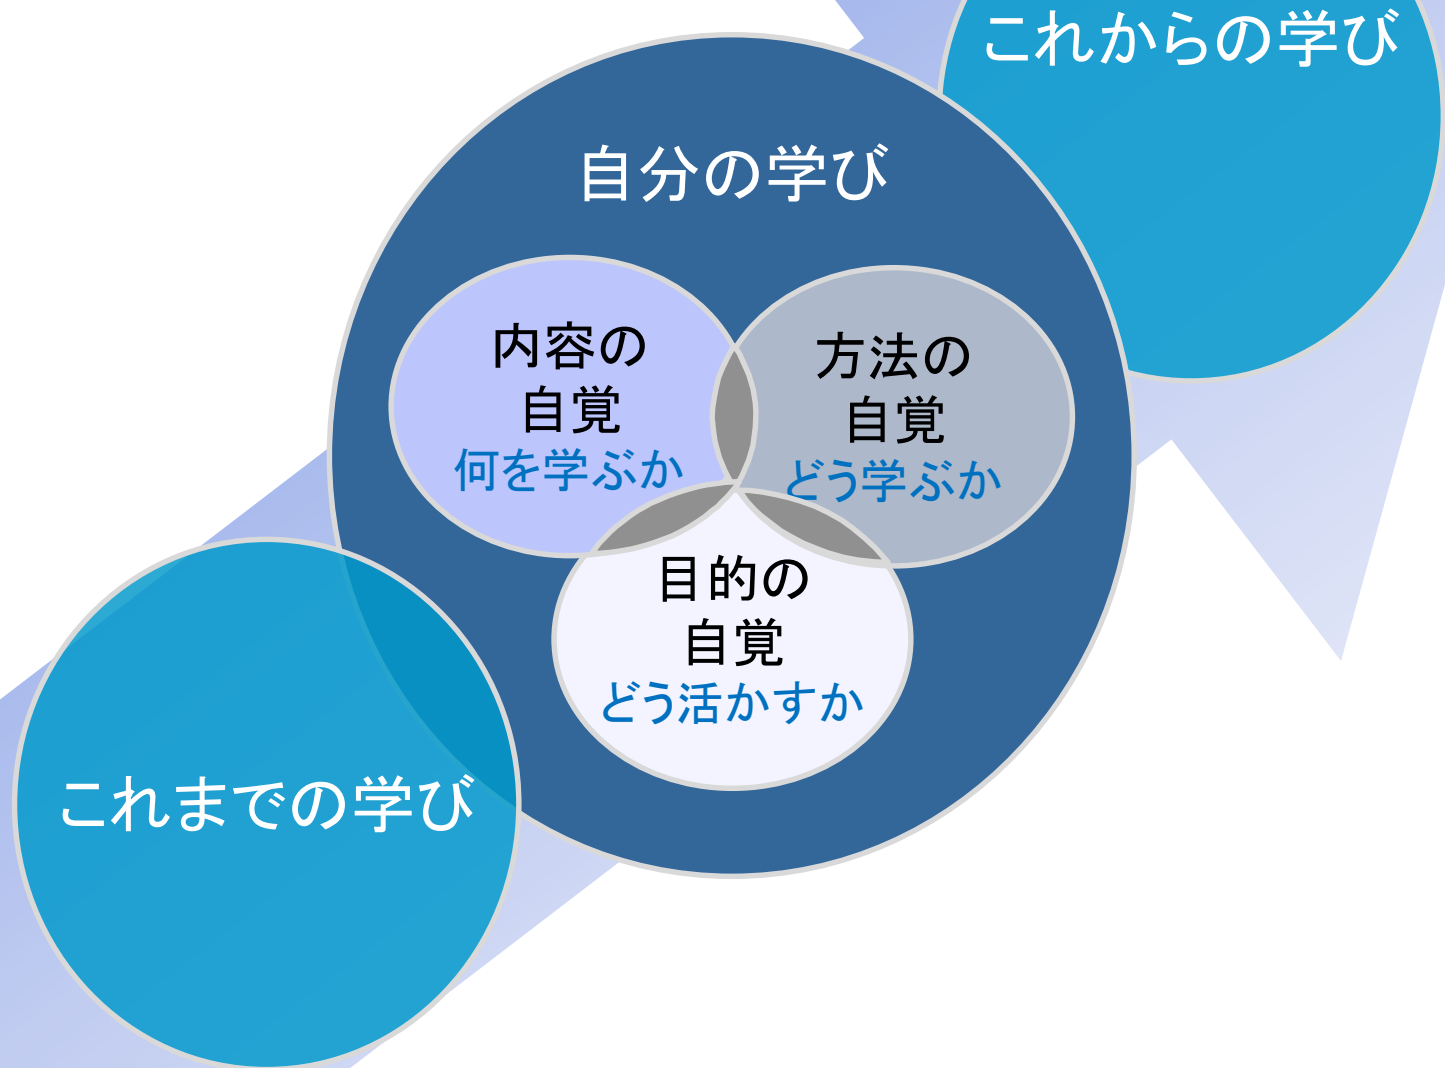 これからの学び
自分の学び
内容の
自覚
何を学ぶか
方法の
自覚
どう学ぶか
目的の
自覚
どう活かすか
これまでの学び